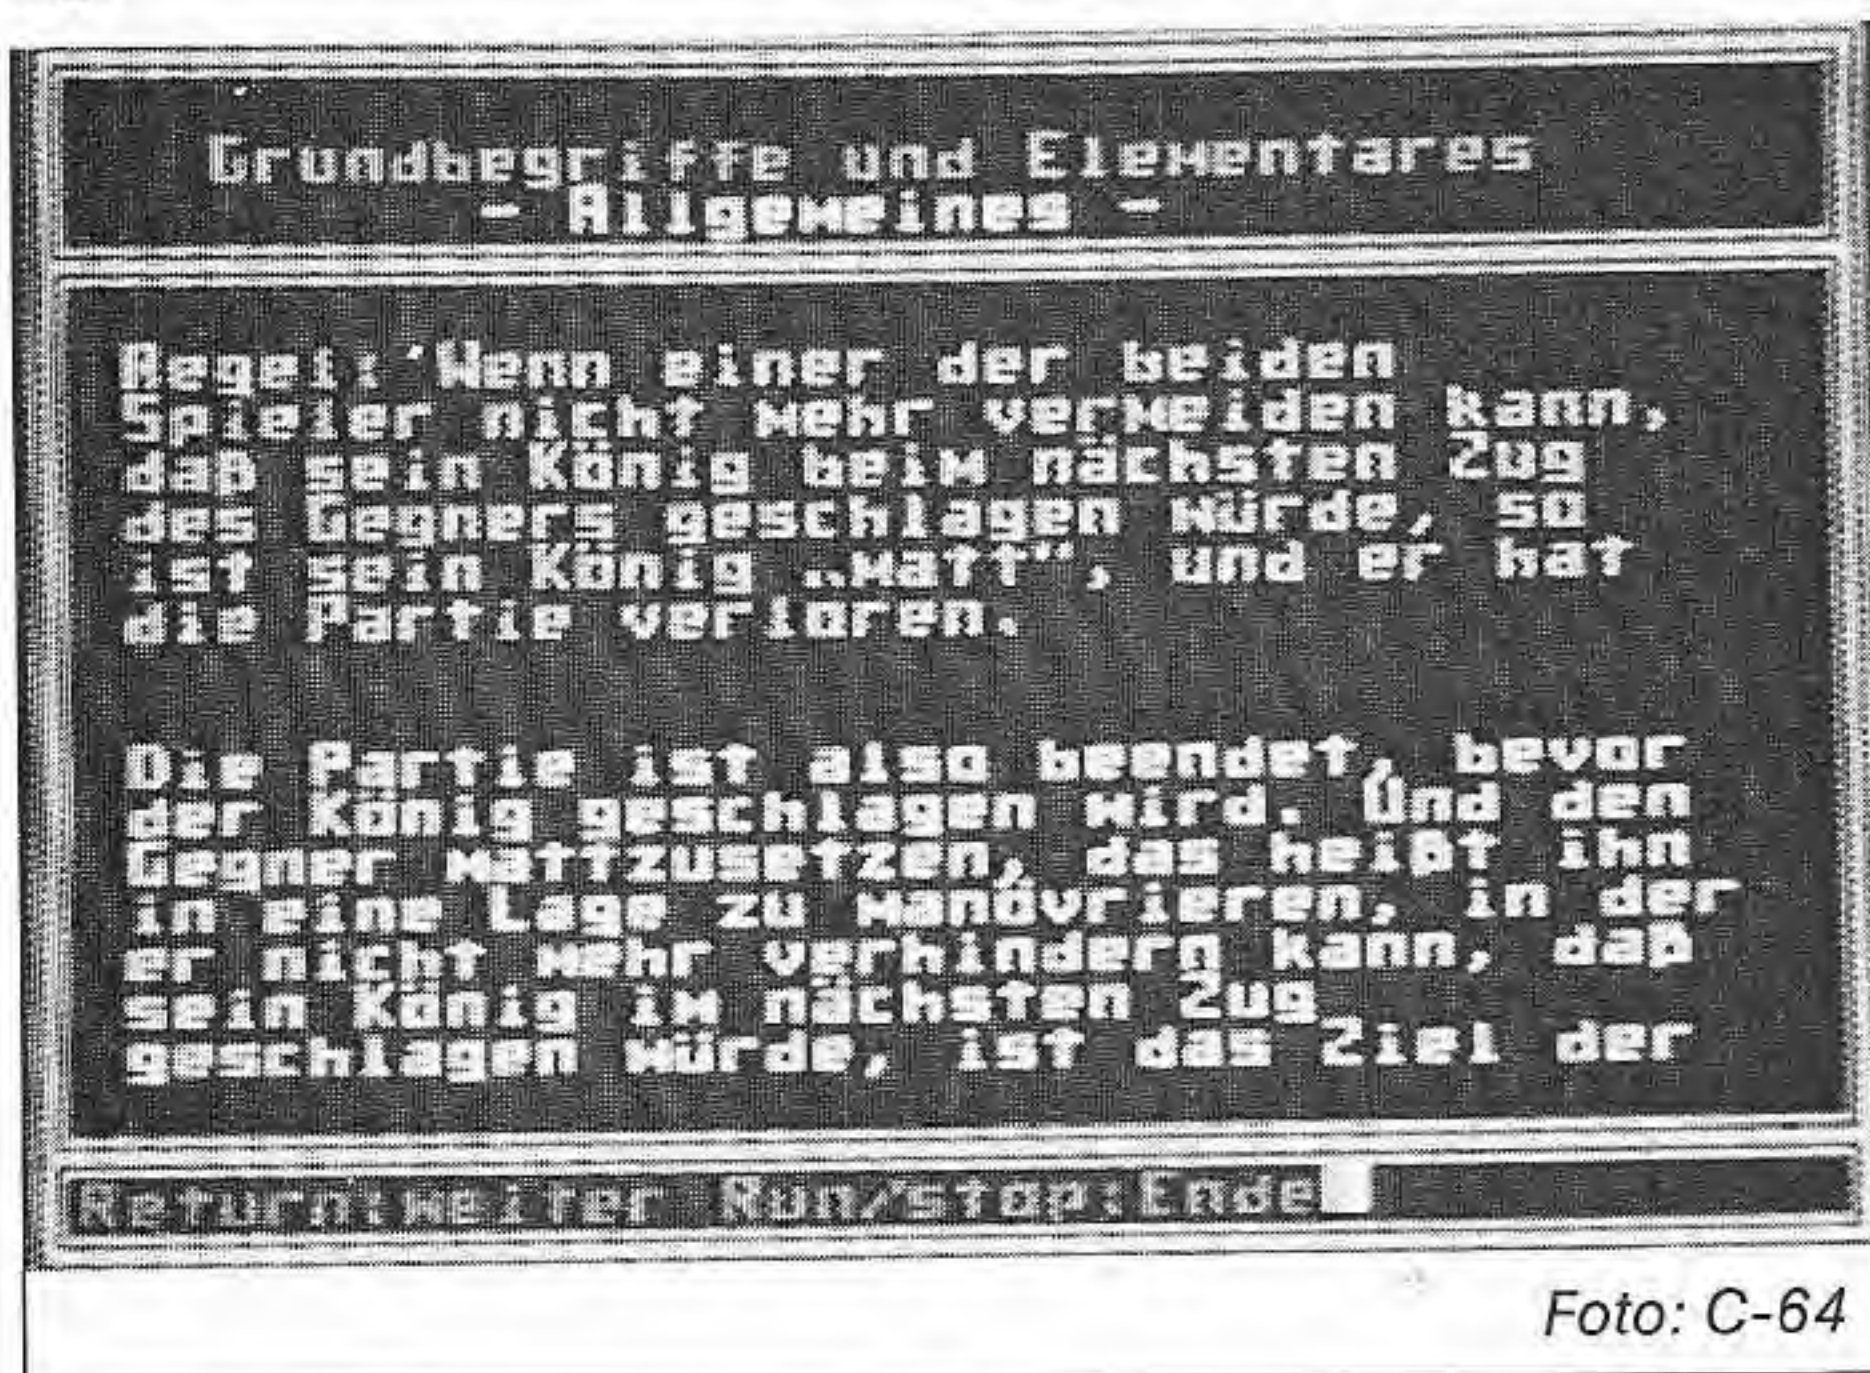 Grundbegriffe und Elementares
- Allgemeines -
Regel: Wenn einer der beiden
Spieler nicht mehr vermeiden kann,
daß sein König beim nächsten Zug
des Gegners geschlagen würde, so
ist sein König „matt“, und er hat
die Partie verloren.
Die Partie ist also beendet, bevor
der König geschlagen wird. Und den
Gegner mattzusetzen, das heißt ihn
in eine Lage zu manövrieren, in der
er nicht mehr verhindern kann, daß
sein König im nächsten Zug
geschlagen würde, ist das Ziel der
Return:weiter Run/stop:Ende
Foto: C-64